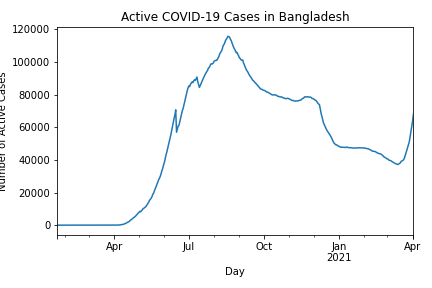 Active COVID-19 Cases in Bangladesh
Number of Active Cases
120000
100000
80000
60000
40000
20000
0
Apr
Jul
Oct
Jan
2021
Apr
Day